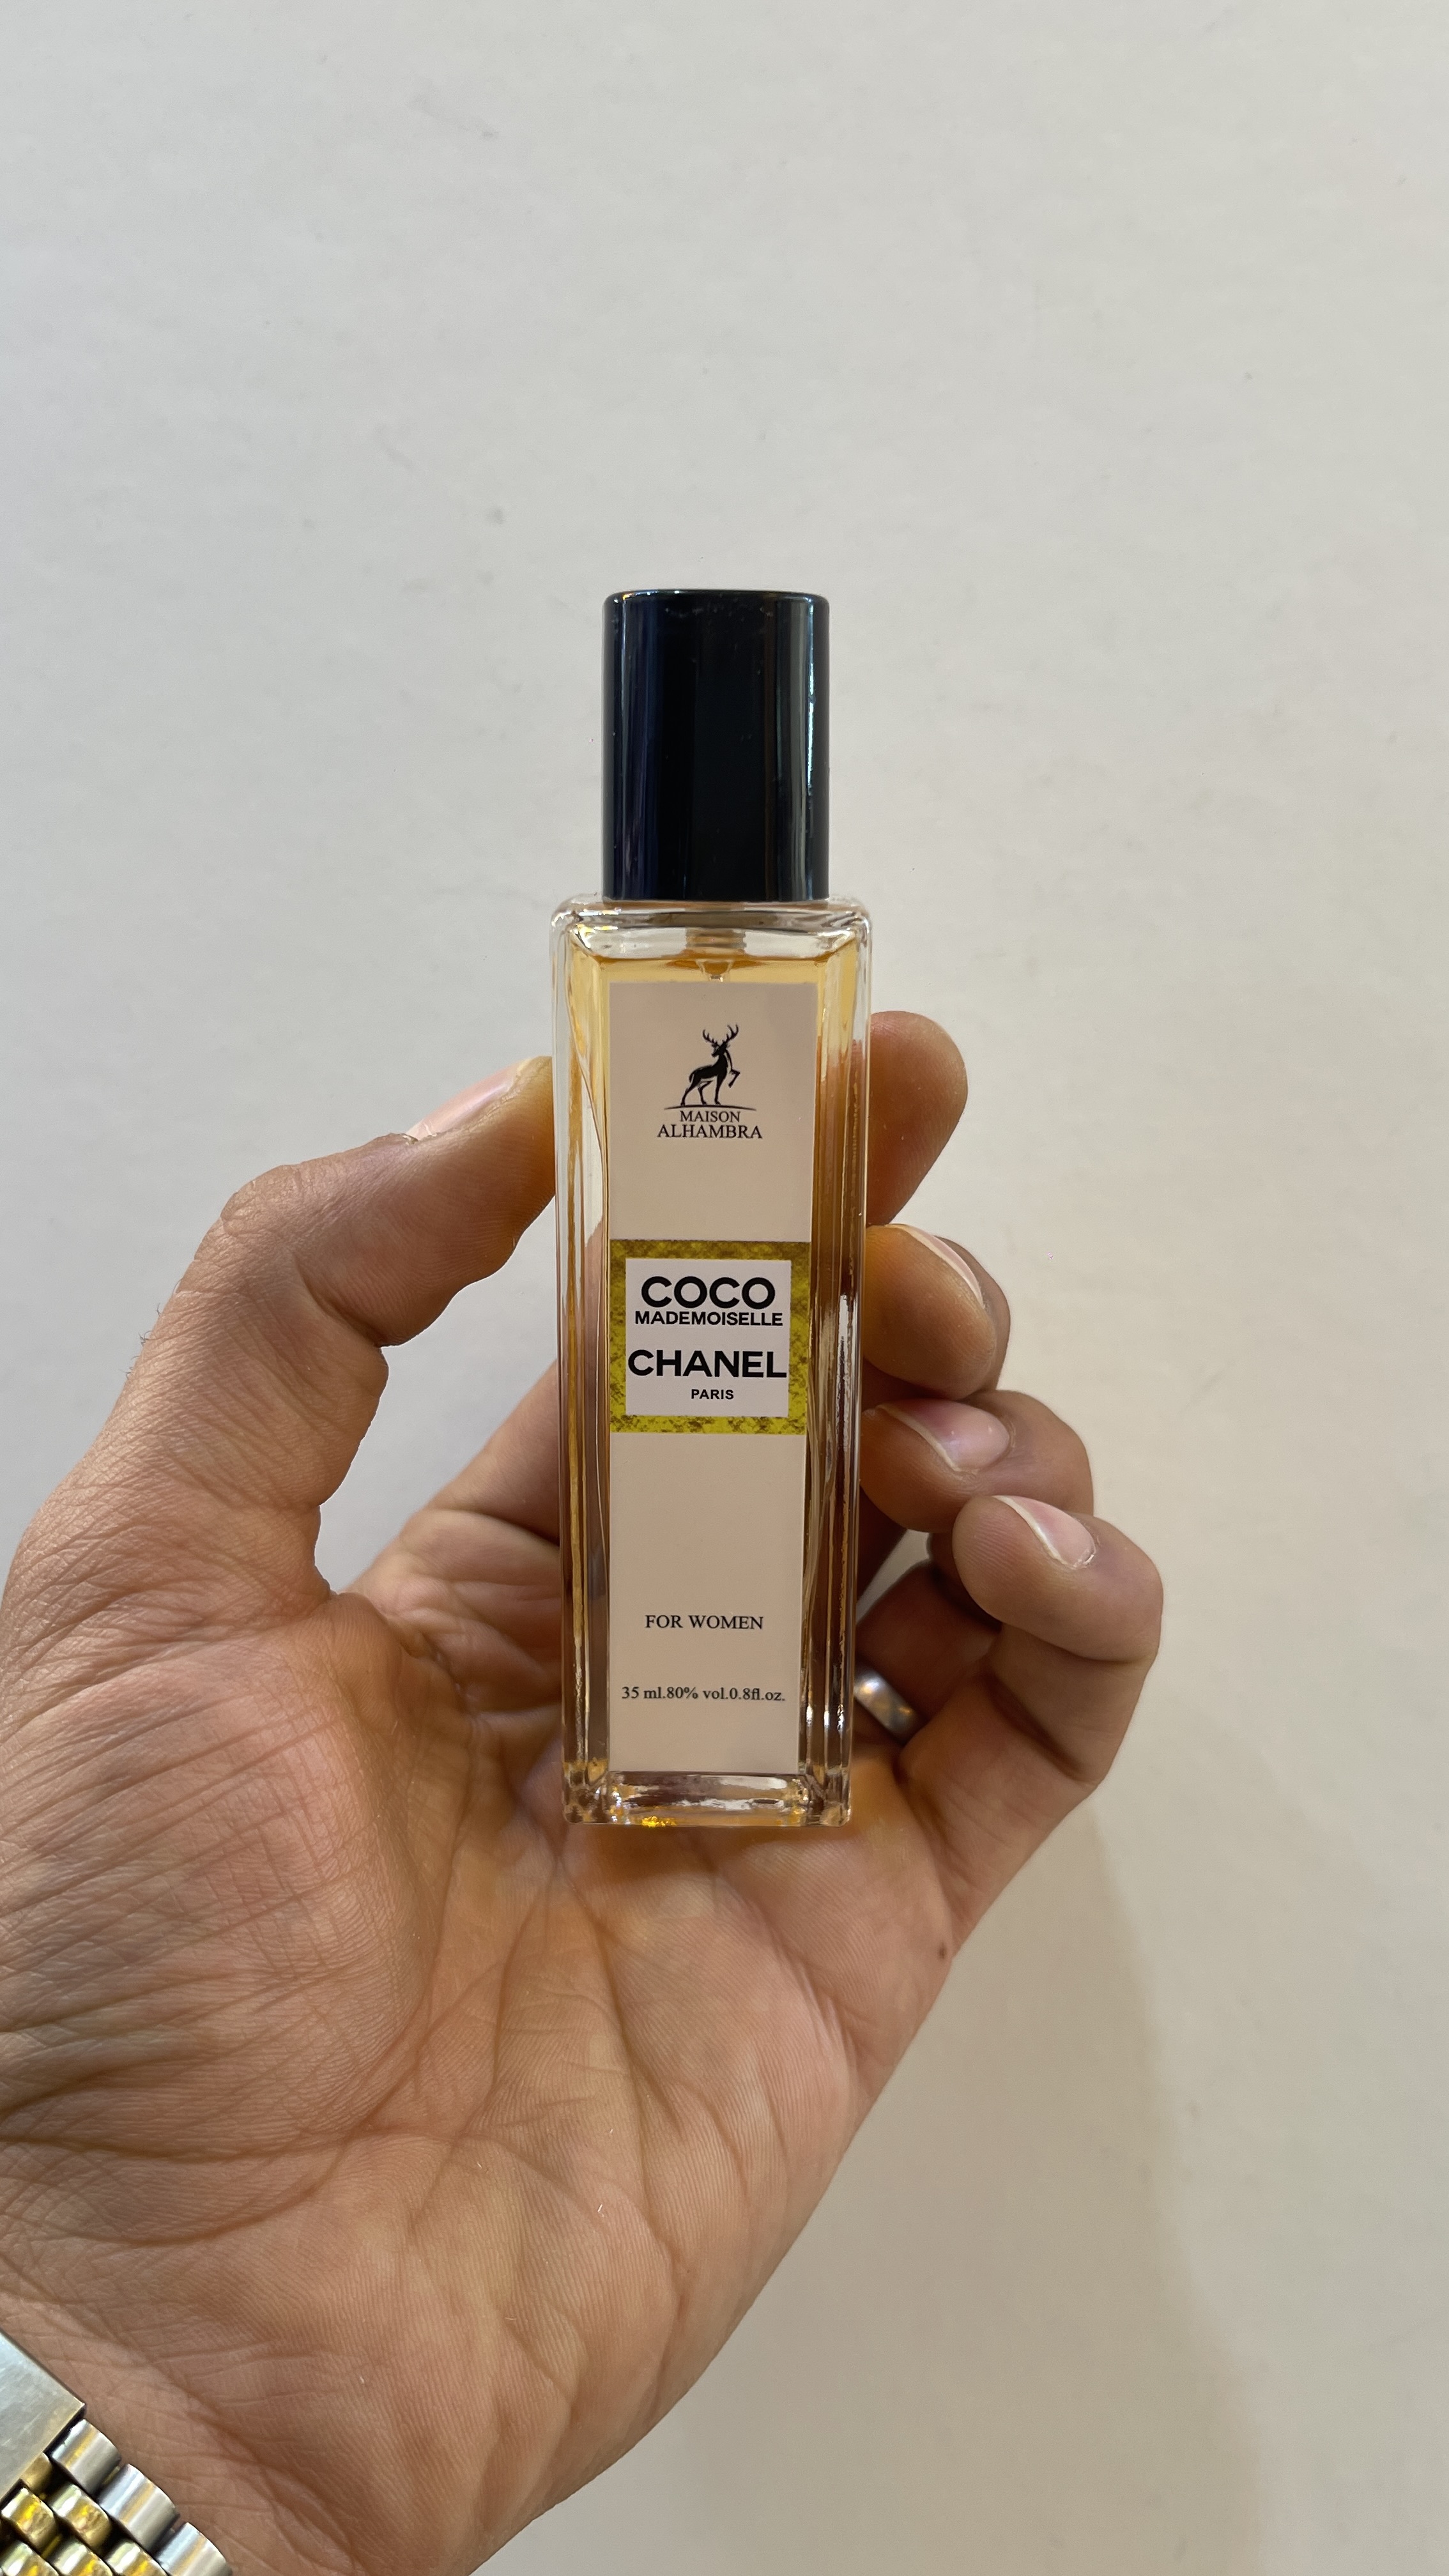 MAISON
ALHAMBRA
COCO
MADEMOISELLE
CHANEL
PARIS
FOR WOMEN
35 ml.80% vol.0.8fl.oz.